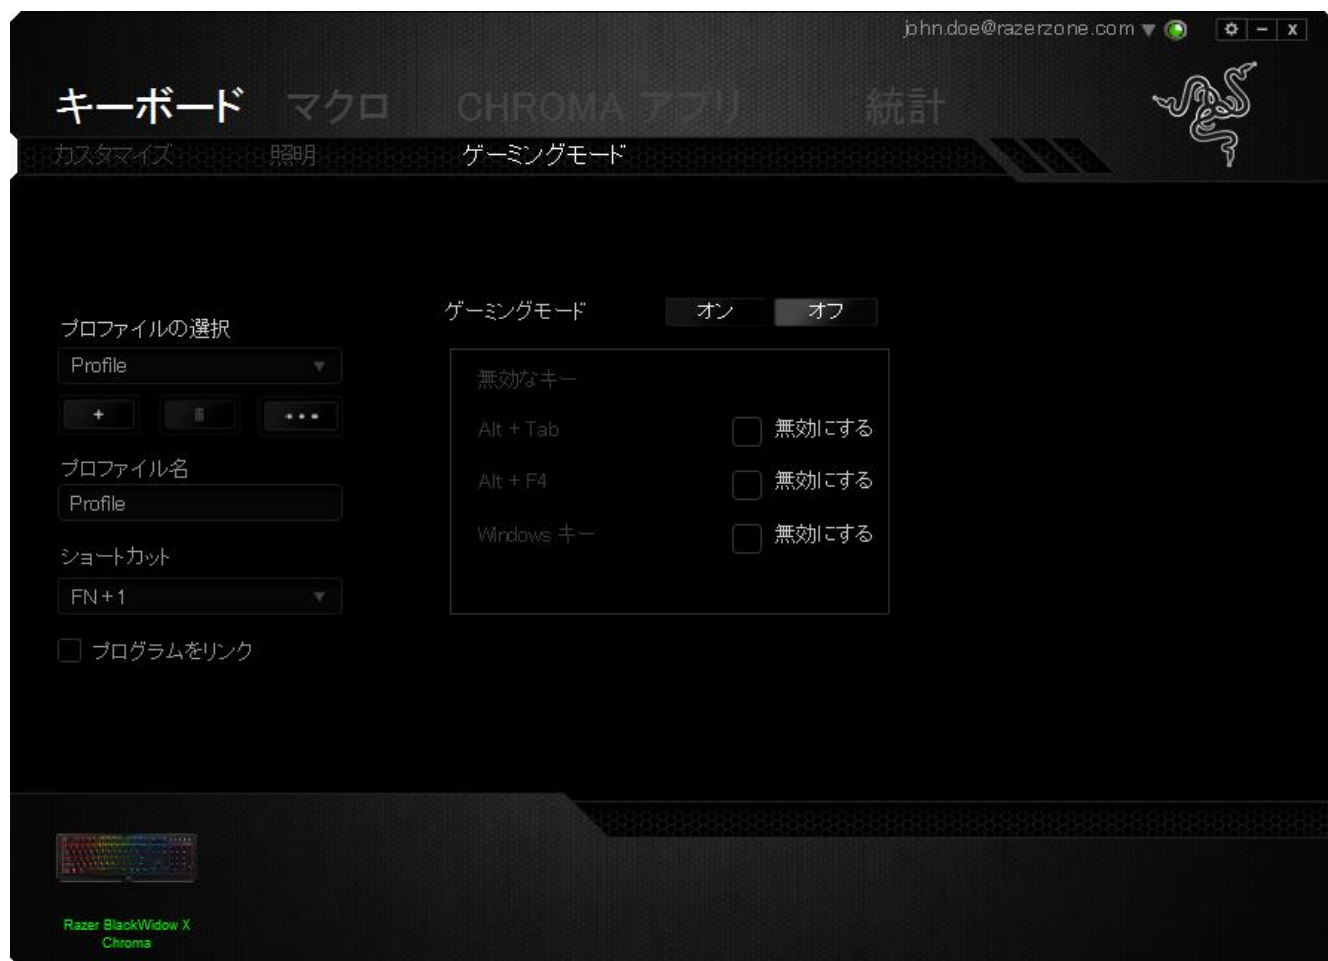 john.doe@razerzone.com
キーボード マクロ CHROMA アプリ 統計
カスタマイズ 照明 ゲーミングモード
ゲーミングモード オン オフ
プロファイルの選択
Profile
無効なキー
Alt + Tab 無効にする
プロファイル名
Alt + F4 無効にする
Profile
Windows キー 無効にする
ショートカット
FN + 1
プログラムをリンク
Razer BlackWidow X
Chroma